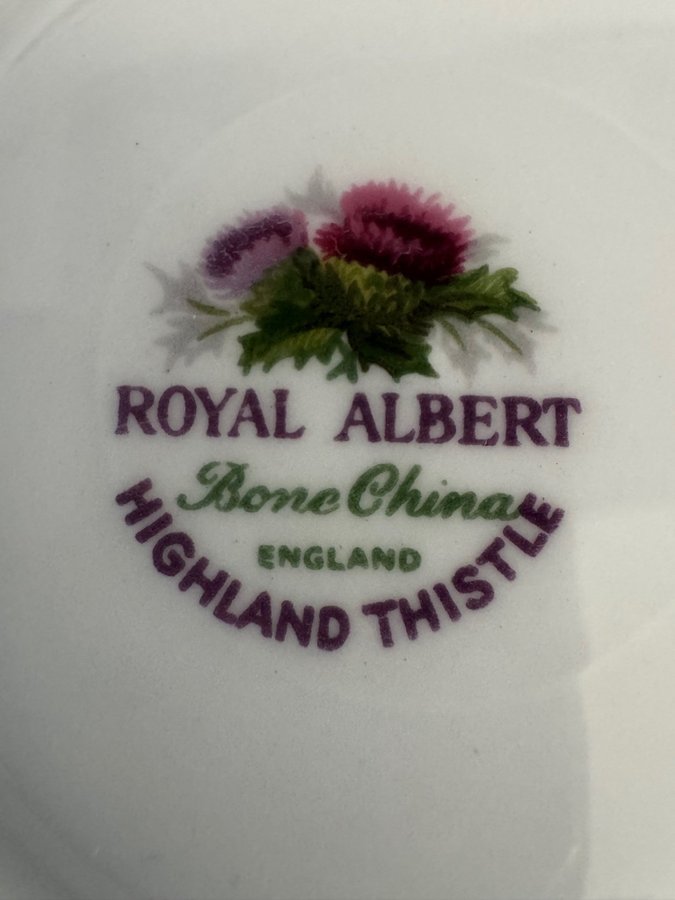 ROYAL ALBERT
Bone China
ENGLAND
HIGHLAND THISTLE